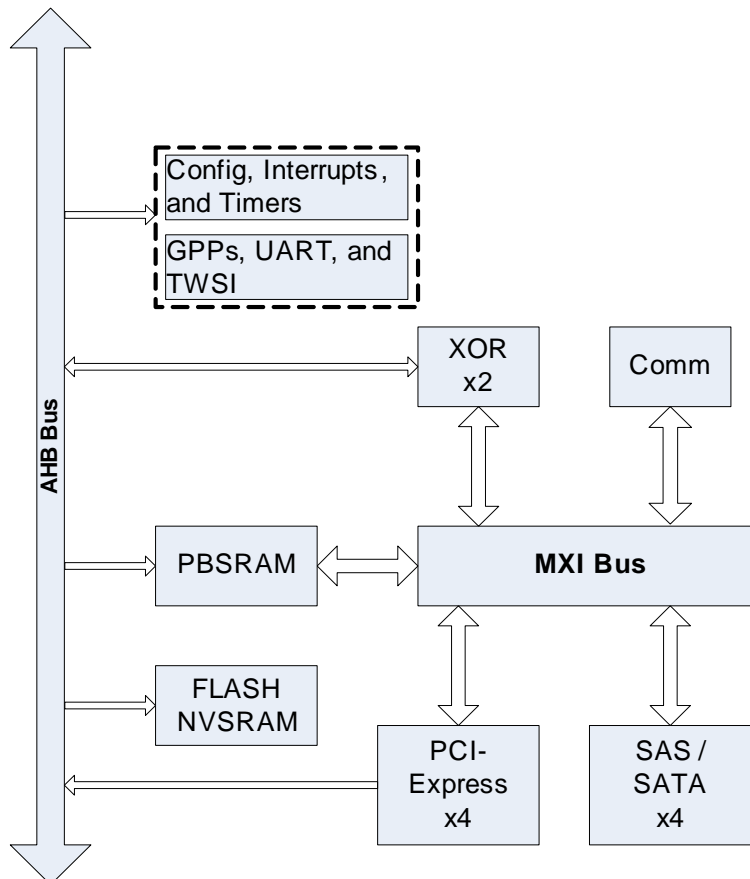 Config, Interrupts,
and Timers
GPPs, UART, and
TWSI
XOR
x2
Comm
AHB Bus
PBSRAM
MXI Bus
FLASH
NVSRAM
PCI-
Express
x4
SAS /
SATA
x4